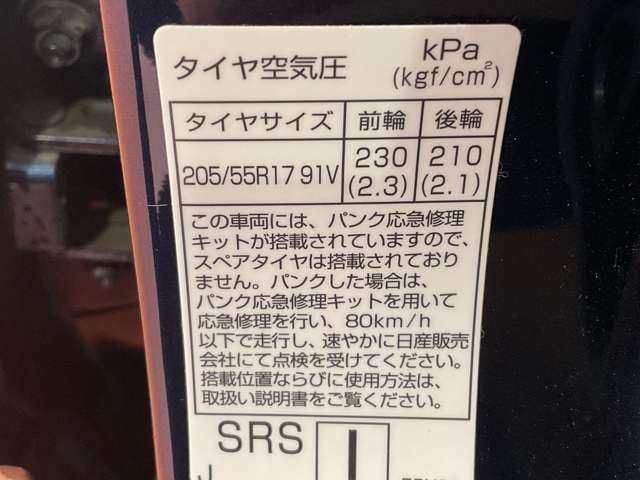 タイヤ空気圧 kPa
(kgf/cm²)
タイヤサイズ 前輪 後輪
205/55R17 91V 230 210
(2.3) (2.1)
この車両には、パンク応急修理
キットが搭載されていますので、
スペアタイヤは搭載されており
ません。パンクした場合は、
パンク応急修理キットを用いて
応急修理を行い、80km/h
以下で走行し、速やかに日産販売
会社にて点検を受けてください。
搭載位置ならびに使用方法は、
取扱い説明書をご覧ください。
SRS